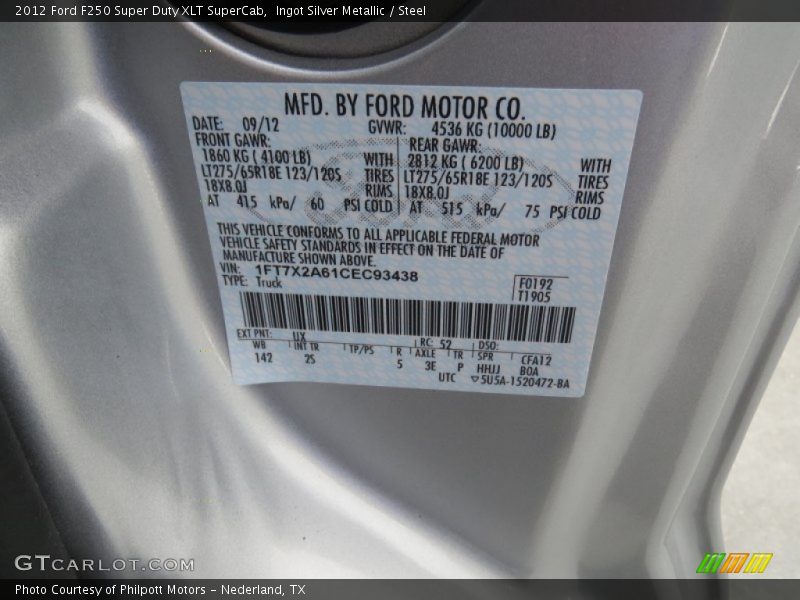 2012 Ford F250 Super Duty XLT SuperCab, Ingot Silver Metallic / Steel
MFD. BY FORD MOTOR CO.
DATE: 09/12 GVWR: 4536 KG (10000 LB)
FRONT GAWR: REAR GAWR:
1860 KG ( 4100 LB) WITH 2812 KG ( 6200 LB) WITH
LT275/65R18E 123/120S TIRES LT275/65R18E 123/120S TIRES
18X8.0J RIMS 18X8.0J RIMS
AT 415 kPa/ 60 PSI COLD AT 515 kPa/ 75 PSI COLD
THIS VEHICLE CONFORMS TO ALL APPLICABLE FEDERAL MOTOR
VEHICLE SAFETY STANDARDS IN EFFECT ON THE DATE OF
MANUFACTURE SHOWN ABOVE.
VIN: 1FT7X2A61CEC93438
TYPE: Truck
F0192
T1905
EXT PNT: UX RC: 52 DSO:
WB INT TR TP/PS R AXLE TR SPR CFA12
142 2S 5 3E P HHJJ BOA
UTC ▽5U5A-1520472-BA
GTCARLOT.COM
Photo Courtesy of Philpott Motors - Nederland, TX